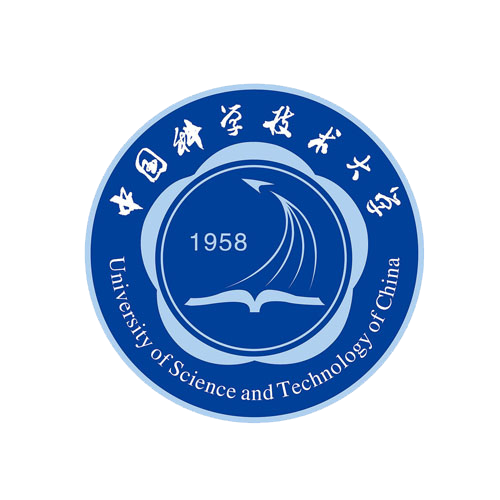 中国科学技术大学
1958
University of Science and Technology of China